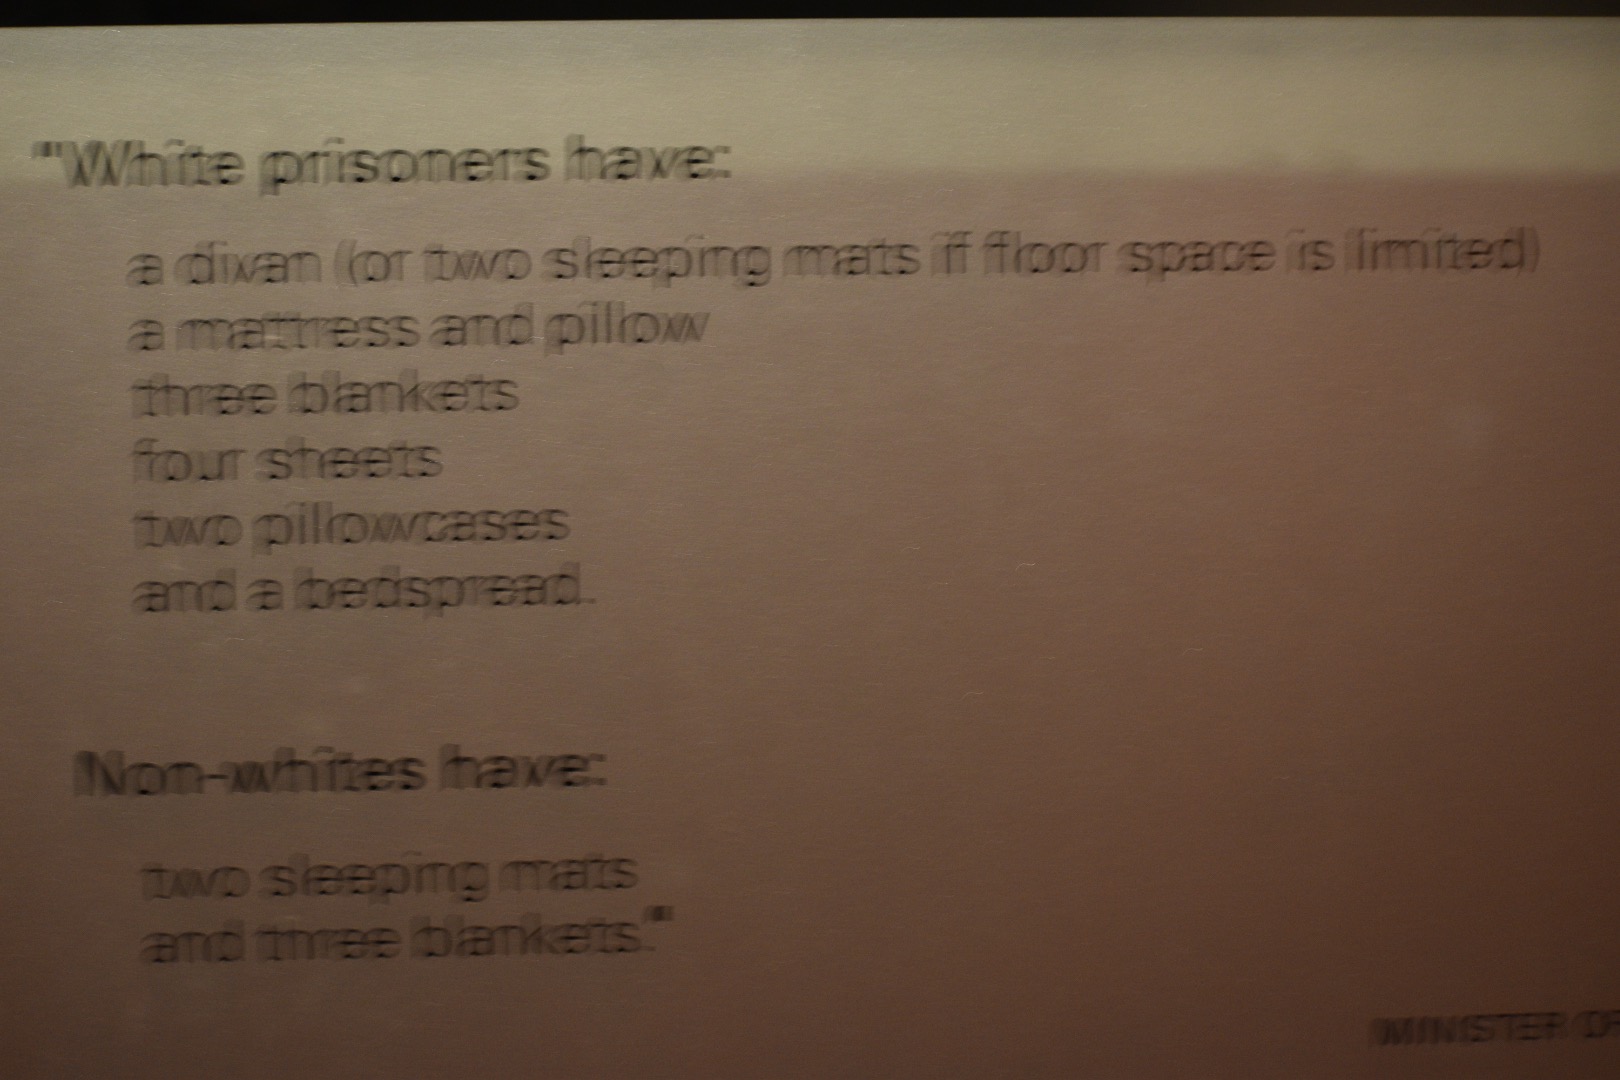 "White prisoners have:
a divan (or two sleeping mats if floor space is limited)
a mattress and pillow
three blankets
four sheets
two pillowcases
and a bedspread.
Non-whites have:
two sleeping mats
and three blankets."
MINISTER OF